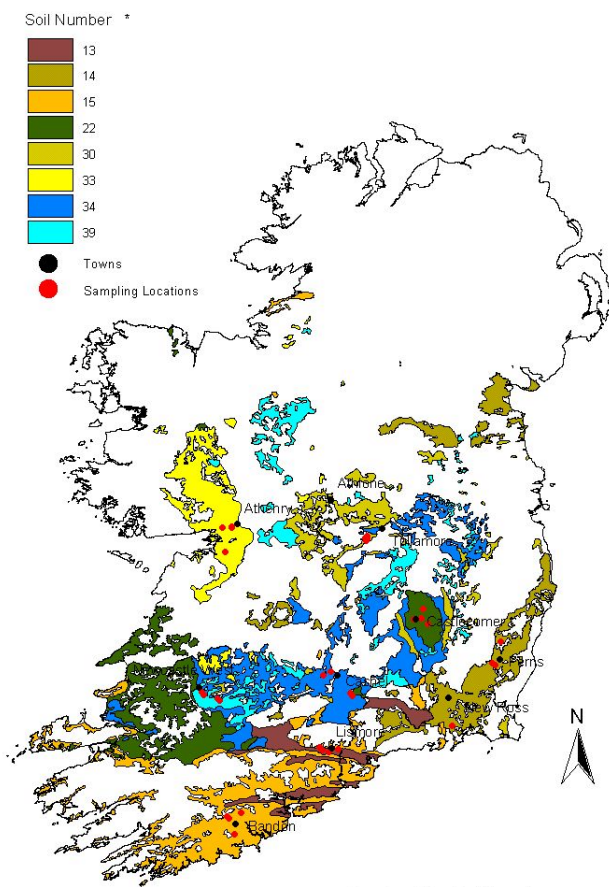 Soil Number *
13
14
15
22
30
33
34
39
Towns
Sampling Locations
Athlone
Athenry
Tullamore
Castlecomer
Ferns
New Ross
Lismore
Bandon
N